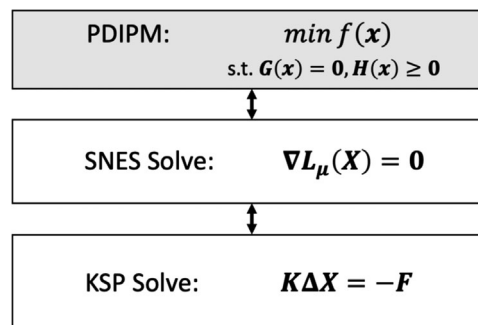 PDIPM: min f(x)
s.t. G(x) = 0, H(x) ≥ 0
SNES Solve: ∇L_μ(X) = 0
KSP Solve: KΔX = −F